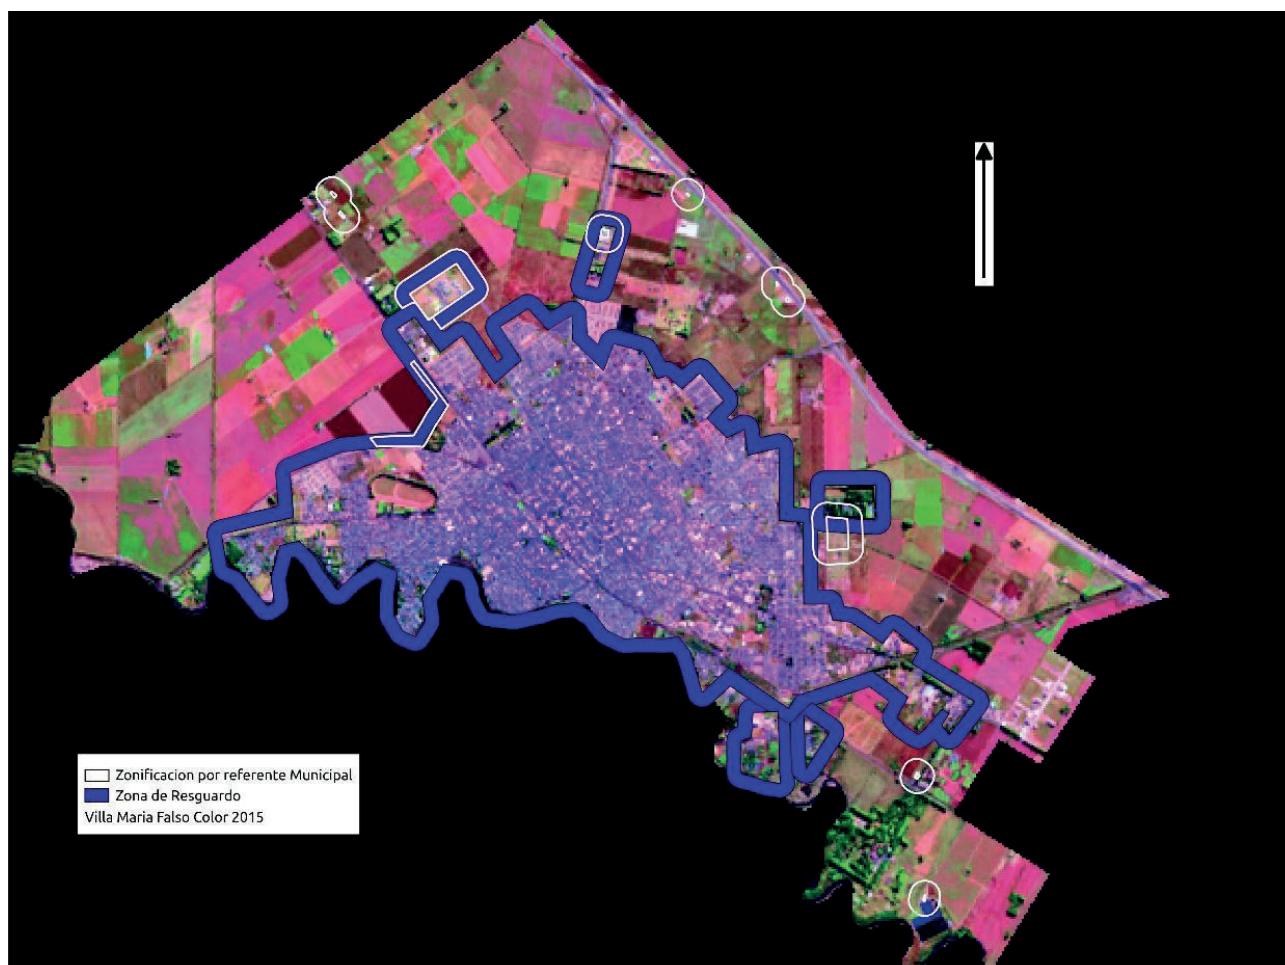 Zonificacion por referente Municipal
Zona de Resguardo
Villa Maria Falso Color 2015